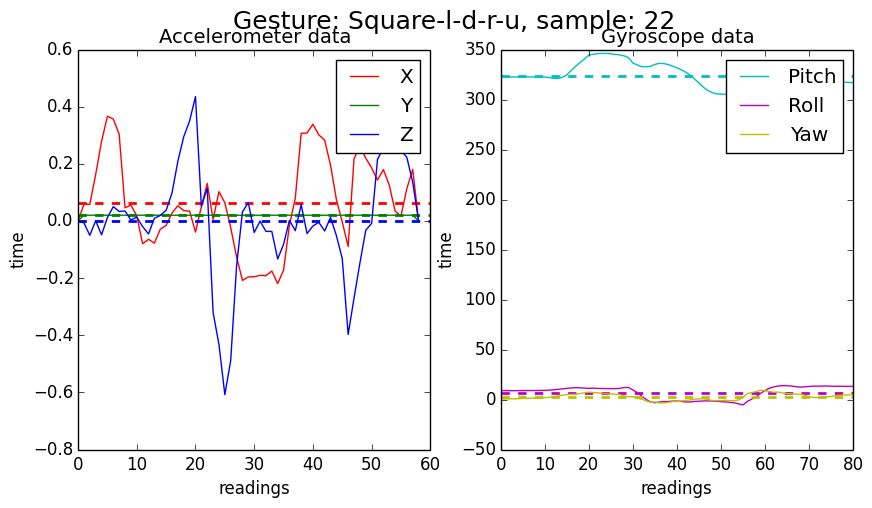 Gesture: Square-l-d-r-u, sample: 22
Accelerometer data
0.6
0.4
0.2
0.0
−0.2
−0.4
−0.6
−0.8
time
0 10 20 30 40 50 60
readings
X
Y
Z
Gyroscope data
350
300
250
200
150
100
50
0
−50
time
0 10 20 30 40 50 60 70 80
readings
Pitch
Roll
Yaw